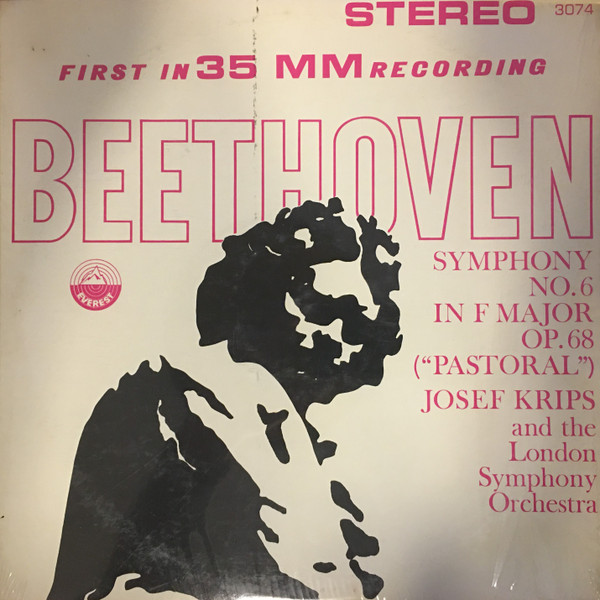 STEREO 3074
FIRST IN 35 MM RECORDING
BEETHOVEN
EVEREST
SYMPHONY
NO. 6
IN F MAJOR
OP. 68
(“PASTORAL”)
JOSEF KRIPS
and the
London
Symphony
Orchestra